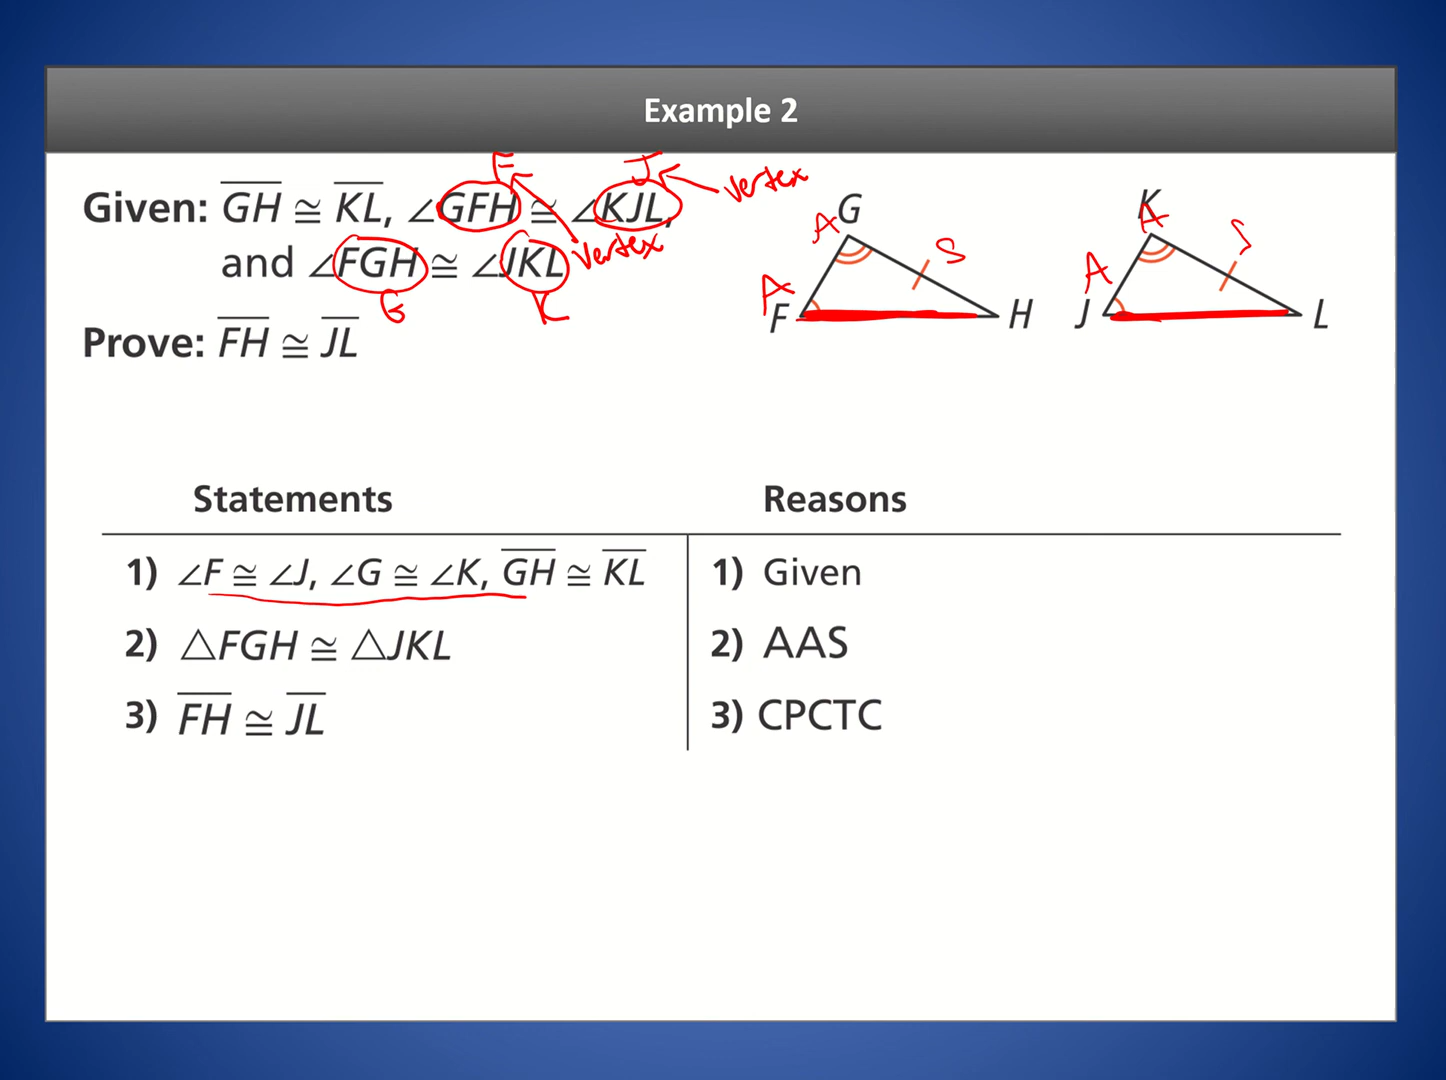 Example 2
F J vertex
Given: GH ≅ KL, ∠GFH ≅ ∠KJL,
and ∠FGH ≅ ∠JKL vertex
G K
Prove: FH ≅ JL
A G S
A F H
K A S
A J L
Statements Reasons
1) ∠F ≅ ∠J, ∠G ≅ ∠K, GH ≅ KL 1) Given
2) △FGH ≅ △JKL 2) AAS
3) FH ≅ JL 3) CPCTC